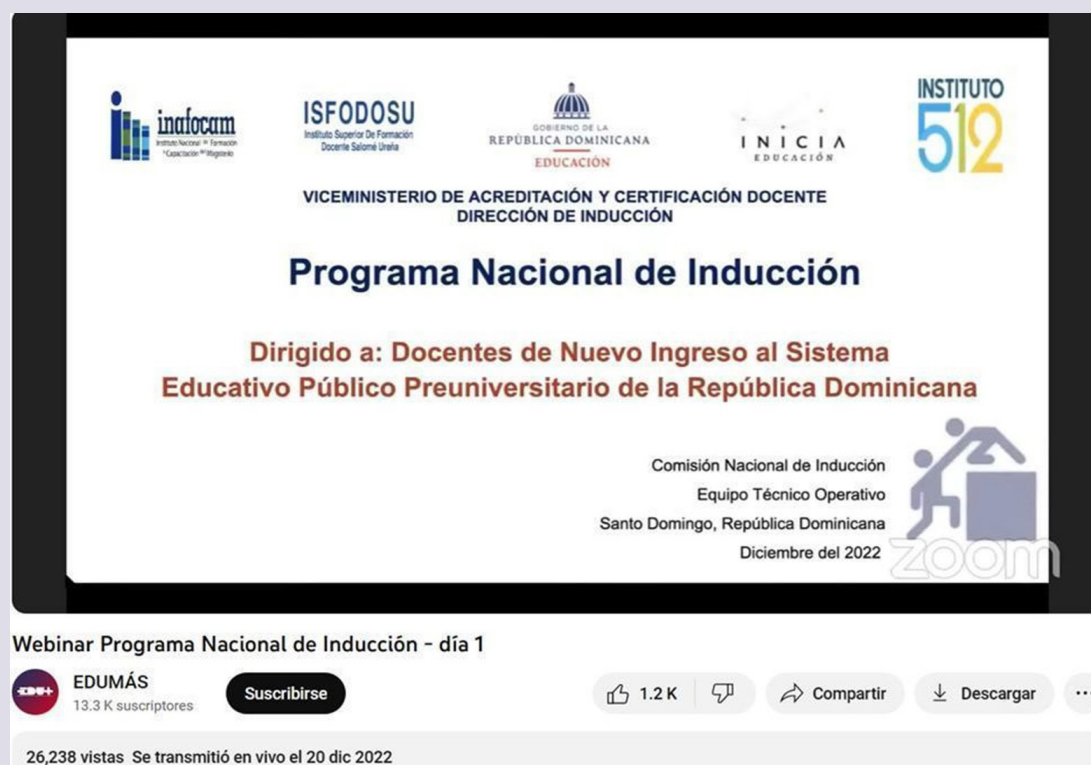 inafocam
Instituto Nacional de Formación
y Capacitación del Magisterio
ISFODOSU
Instituto Superior De Formación
Docente Salomé Ureña
GOBIERNO DE LA
REPÚBLICA DOMINICANA
EDUCACIÓN
INICIA
EDUCACIÓN
INSTITUTO
512
VICEMINISTERIO DE ACREDITACIÓN Y CERTIFICACIÓN DOCENTE
DIRECCIÓN DE INDUCCIÓN
Programa Nacional de Inducción
Dirigido a: Docentes de Nuevo Ingreso al Sistema
Educativo Público Preuniversitario de la República Dominicana
Comisión Nacional de Inducción
Equipo Técnico Operativo
Santo Domingo, República Dominicana
Diciembre del 2022
zoom
Webinar Programa Nacional de Inducción - día 1
EDU+
EDUMÁS
13.3 K suscriptores
Suscribirse
1.2 K
Compartir
Descargar
26,238 vistas Se transmitió en vivo el 20 dic 2022